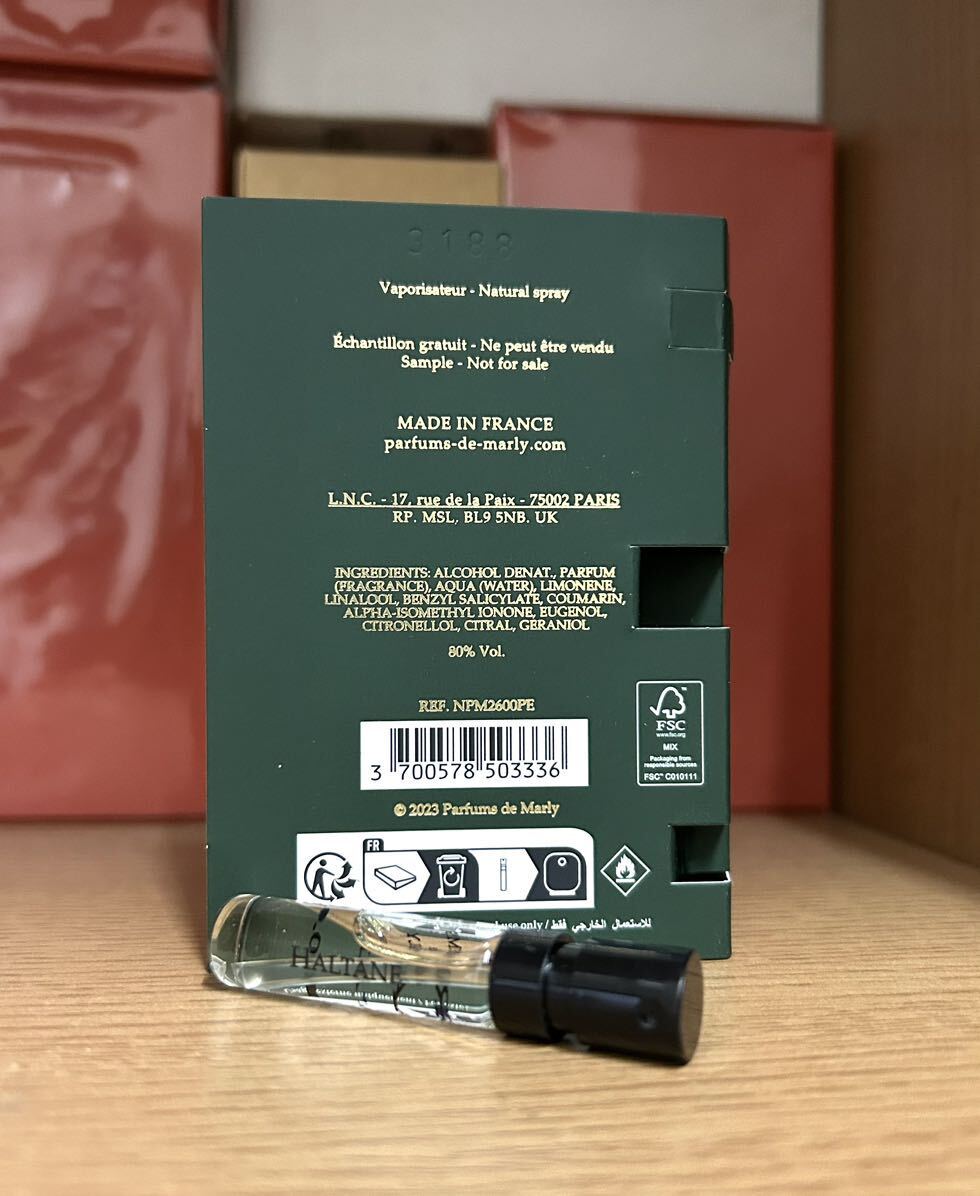 3188
Vaporisateur - Natural spray
Échantillon gratuit - Ne peut être vendu
Sample - Not for sale
MADE IN FRANCE
parfums-de-marly.com
L.N.C. - 17, rue de la Paix - 75002 PARIS
RP. MSL, BL9 5NB. UK
INGREDIENTS: ALCOHOL DENAT., PARFUM
(FRAGRANCE), AQUA (WATER), LIMONENE,
LINALOOL, BENZYL SALICYLATE, COUMARIN,
ALPHA-ISOMETHYL IONONE, EUGENOL,
CITRONELLOL, CITRAL, GERANIOL
80% Vol.
REF. NPM2600PE
3 700578 503336
FSC
www.fsc.org
MIX
Packaging from
responsible sources
FSC™ C010111
© 2023 Parfums de Marly
FR
use only / للاستعمال الخارجي فقط
HALTANE